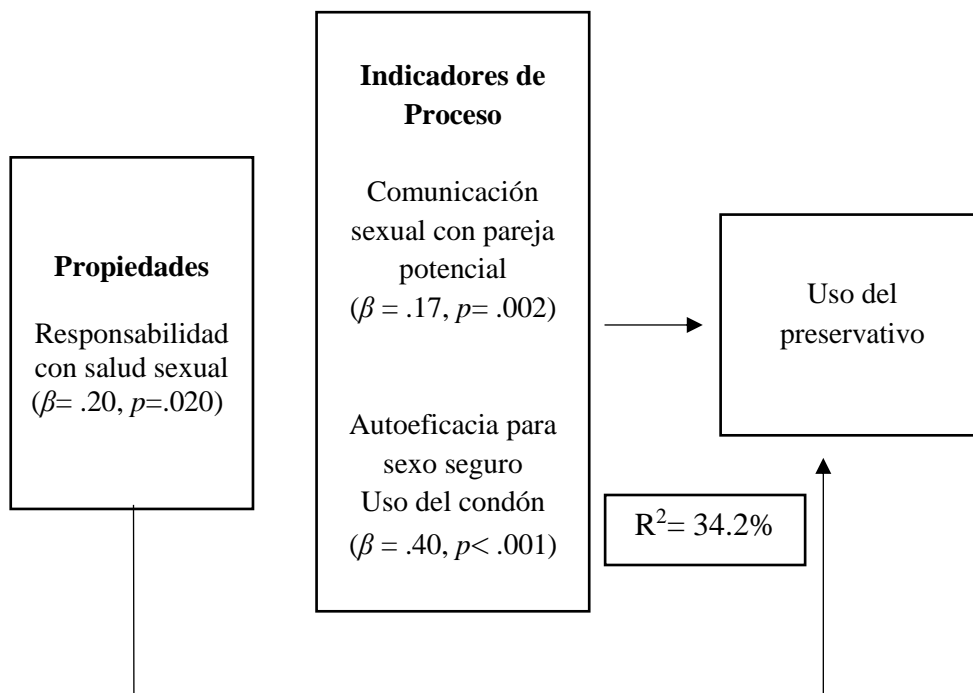 Propiedades
Responsabilidad
con salud sexual
(β= .20, p=.020)
Indicadores de
Proceso
Comunicación
sexual con pareja
potencial
(β = .17, p= .002)
Autoeficacia para
sexo seguro
Uso del condón
(β = .40, p< .001)
R²= 34.2%
Uso del
preservativo